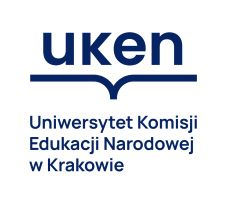 uken
Uniwersytet Komisji
Edukacji Narodowej
w Krakowie